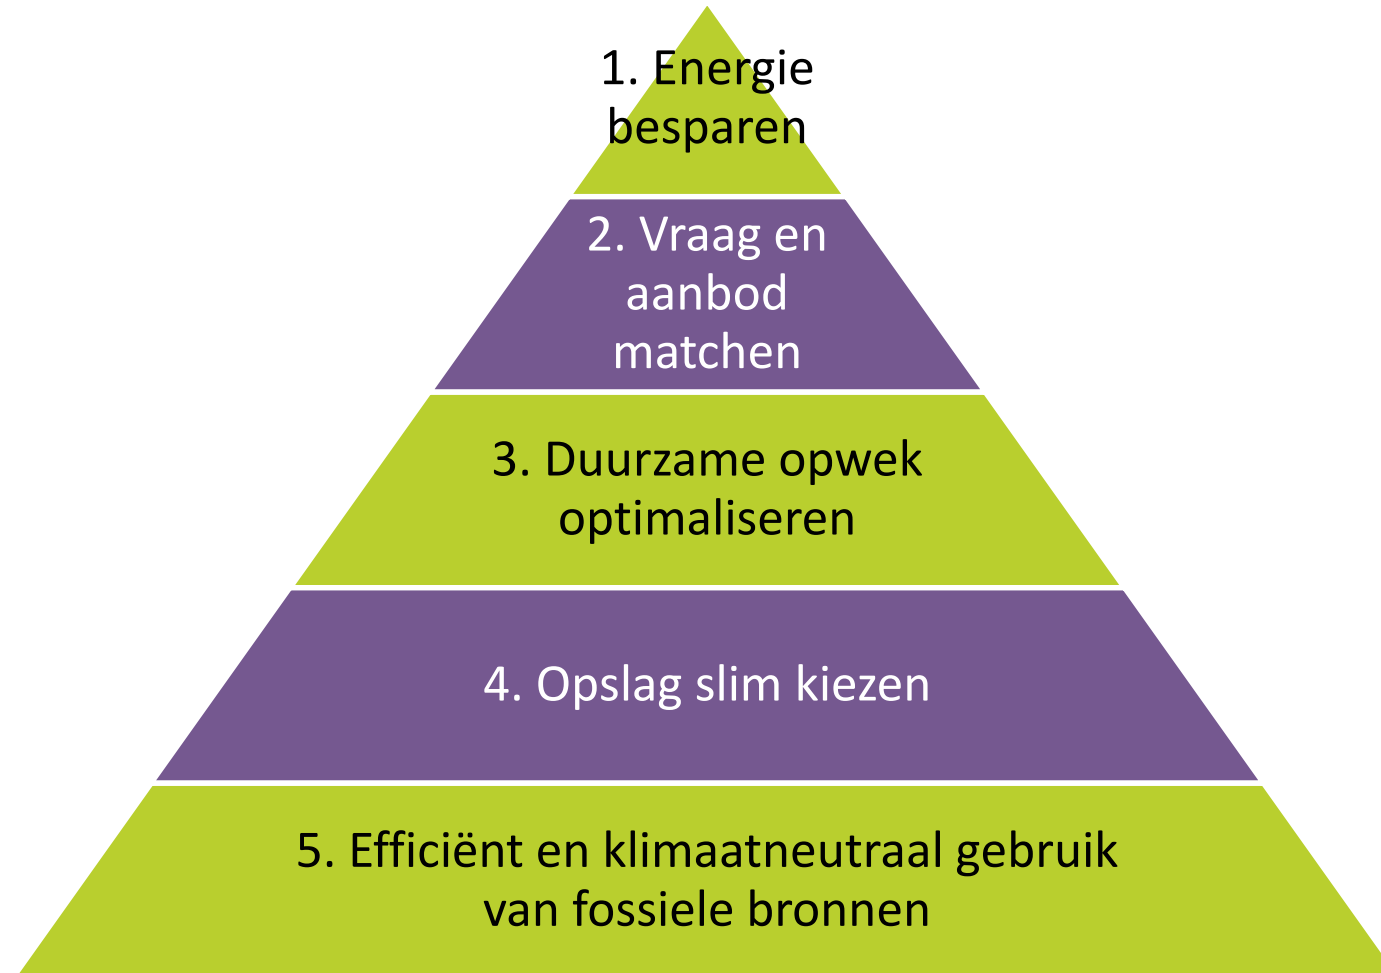 1. Energie
besparen
2. Vraag en
aanbod
matchen
3. Duurzame opwek
optimaliseren
4. Opslag slim kiezen
5. Efficiënt en klimaatneutraal gebruik
van fossiele bronnen